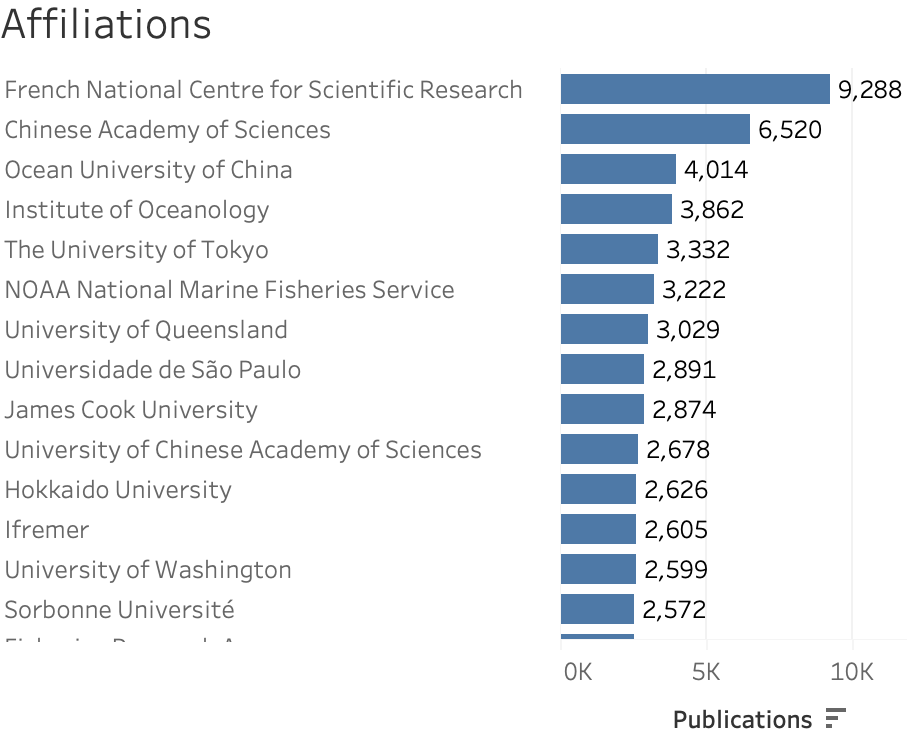 Affiliations
French National Centre for Scientific Research 9,288
Chinese Academy of Sciences 6,520
Ocean University of China 4,014
Institute of Oceanology 3,862
The University of Tokyo 3,332
NOAA National Marine Fisheries Service 3,222
University of Queensland 3,029
Universidade de São Paulo 2,891
James Cook University 2,874
University of Chinese Academy of Sciences 2,678
Hokkaido University 2,626
Ifremer 2,605
University of Washington 2,599
Sorbonne Université 2,572
0K 5K 10K
Publications